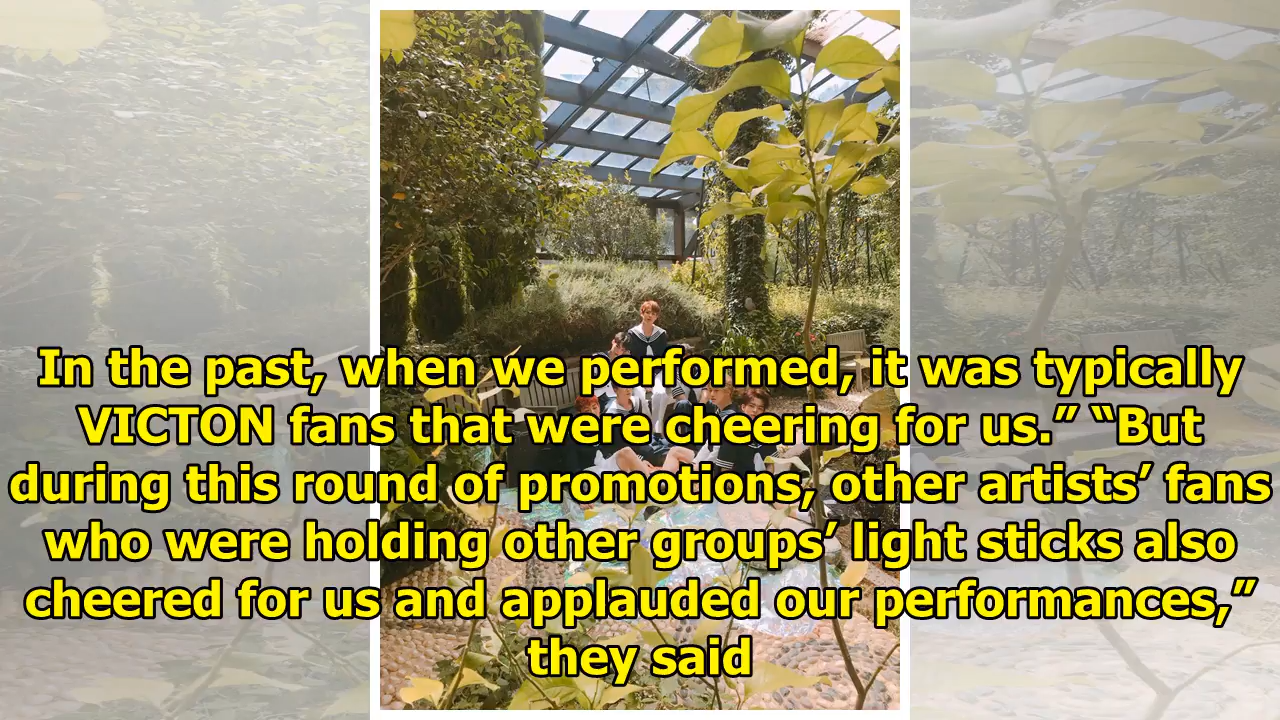 In the past, when we performed, it was typically
VICTON fans that were cheering for us.” “But
during this round of promotions, other artists’ fans
who were holding other groups’ light sticks also
cheered for us and applauded our performances,”
they said